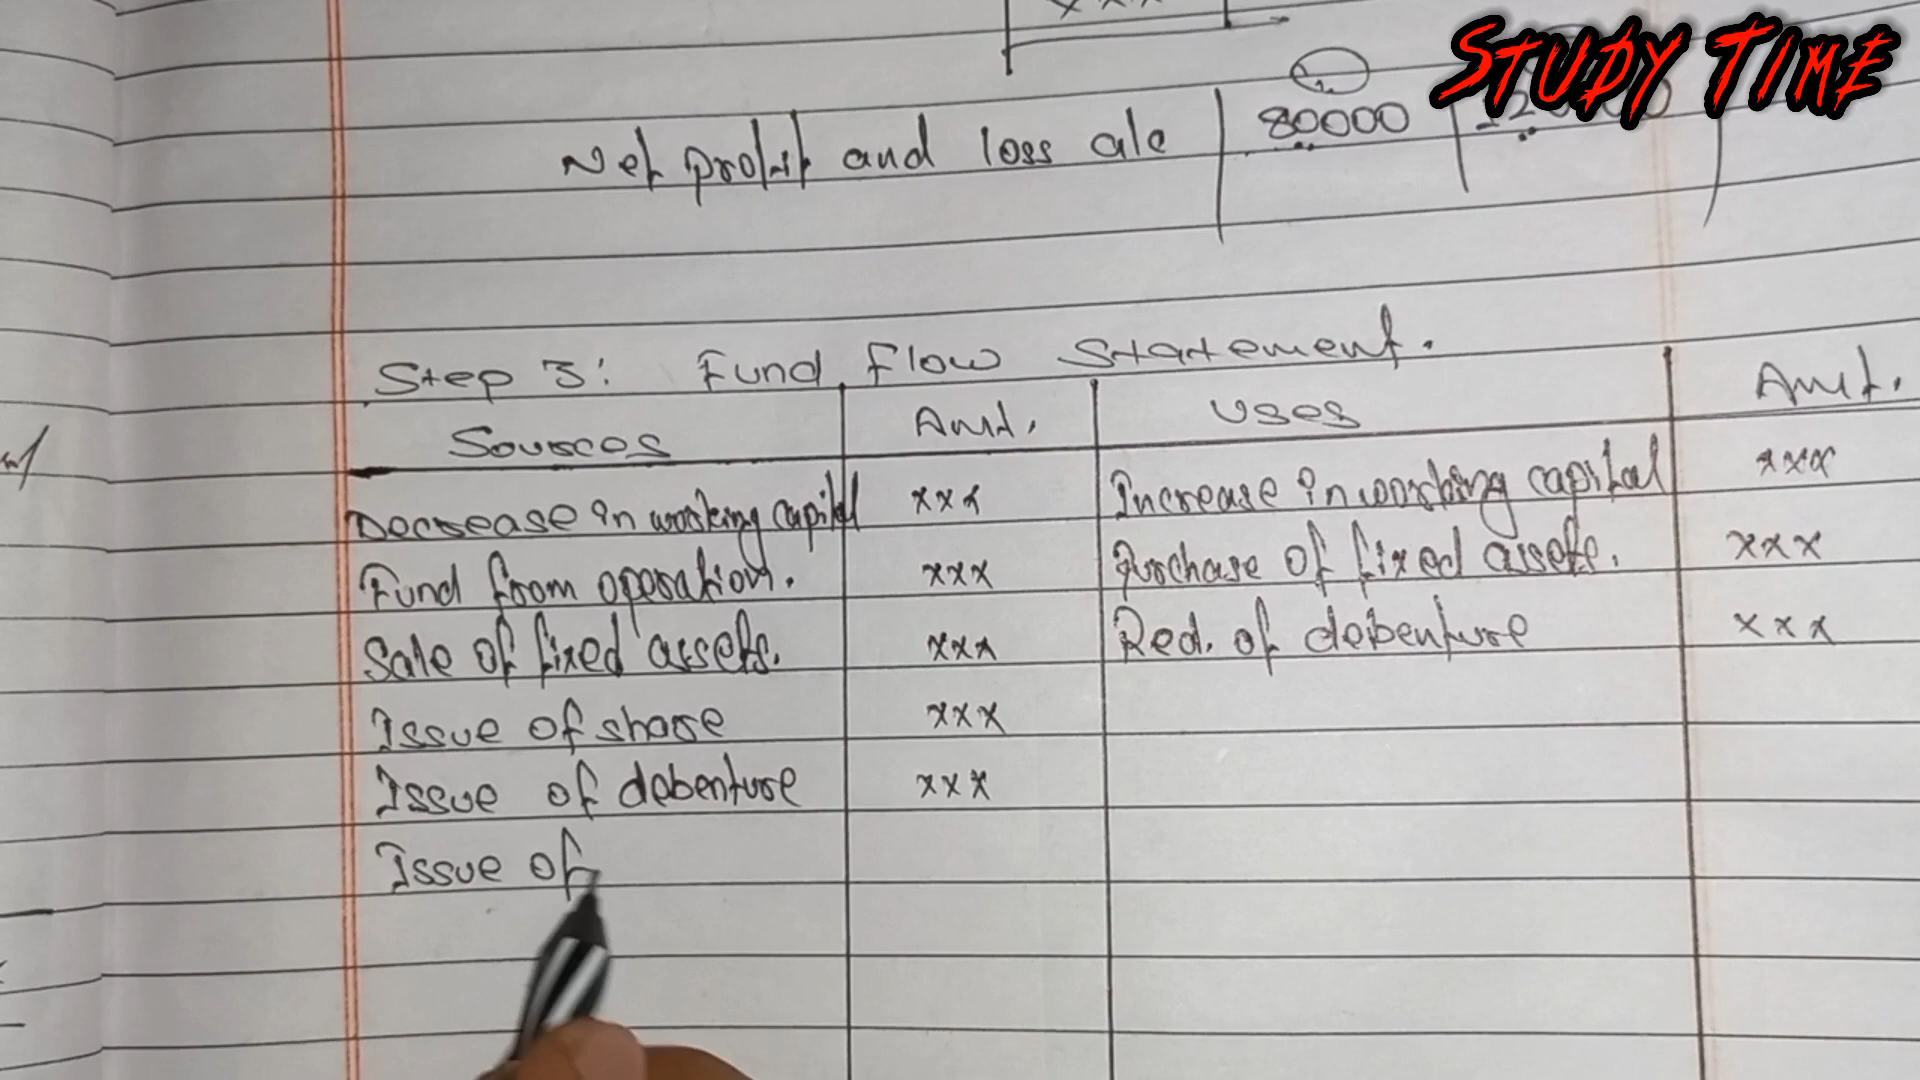 STUDY TIME
Net profit and loss a/c 80000
Step 3: Fund Flow Statement.
Sources Amt. Uses Amt.
Decrease in working capital xxx Increase in working capital xxx
Fund from operation. xxx Purchase of fixed assets. xxx
Sale of fixed assets. xxx Red. of debenture xxx
Issue of share xxx
Issue of debenture xxx
Issue of